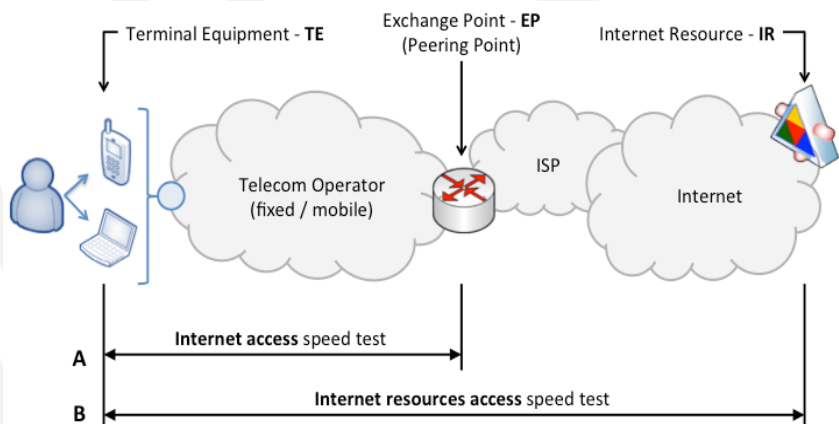 Terminal Equipment - TE
Exchange Point - EP
(Peering Point)
Internet Resource - IR
Telecom Operator
(fixed / mobile)
ISP
Internet
Internet access speed test
A
Internet resources access speed test
B